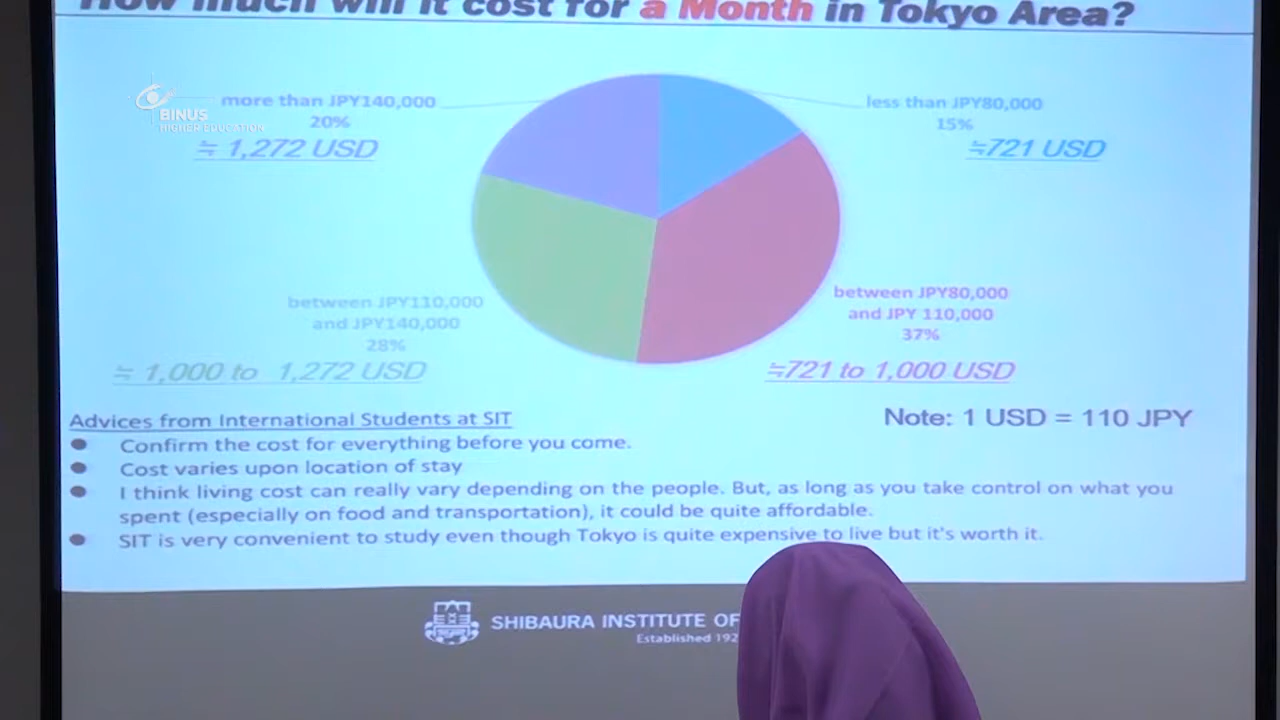 How much will it cost for a Month in Tokyo Area?
more than JPY140,000
20%
≒ 1,272 USD
less than JPY80,000
15%
≒721 USD
BINUS
HIGHER EDUCATION
between JPY110,000
and JPY140,000
28%
≒ 1,000 to 1,272 USD
between JPY80,000
and JPY 110,000
37%
≒721 to 1,000 USD
Note: 1 USD = 110 JPY
Advices from International Students at SIT
● Confirm the cost for everything before you come.
● Cost varies upon location of stay
● I think living cost can really vary depending on the people. But, as long as you take control on what you
spent (especially on food and transportation), it could be quite affordable.
● SIT is very convenient to study even though Tokyo is quite expensive to live but it's worth it.
SHIBAURA INSTITUTE OF
Established 192